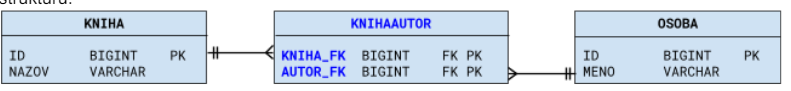 štruktúru:
KNIHA
ID BIGINT PK
NAZOV VARCHAR
KNIHAAUTOR
KNIHA_FK BIGINT FK PK
AUTOR_FK BIGINT FK PK
OSOBA
ID BIGINT PK
MENO VARCHAR